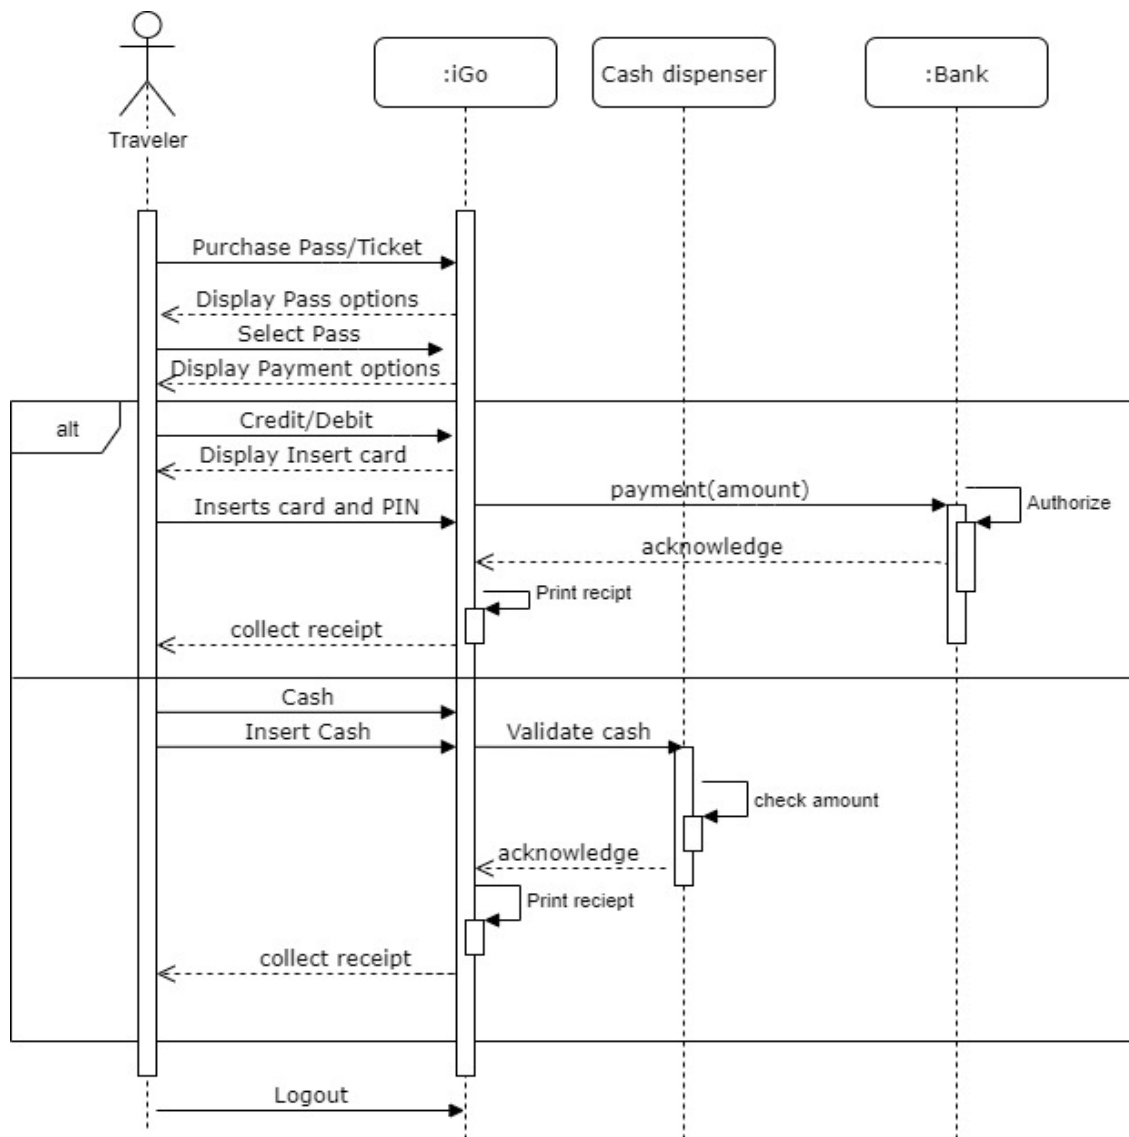 :iGo
Cash dispenser
:Bank
Traveler
Purchase Pass/Ticket
Display Pass options
Select Pass
Display Payment options
alt
Credit/Debit
Display Insert card
payment(amount)
Authorize
Inserts card and PIN
acknowledge
Print recipt
collect receipt
Cash
Insert Cash
Validate cash
check amount
acknowledge
Print reciept
collect receipt
Logout